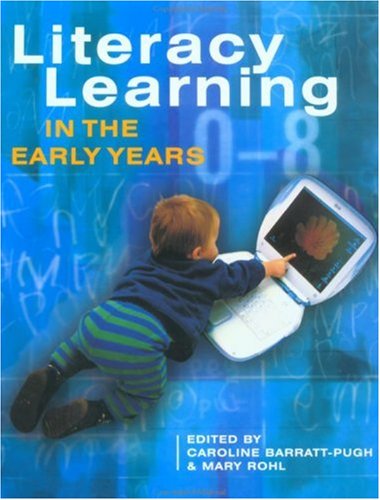 Literacy
Learning
IN THE
EARLY YEARS
0–8
EDITED BY
CAROLINE BARRATT-PUGH
& MARY ROHL